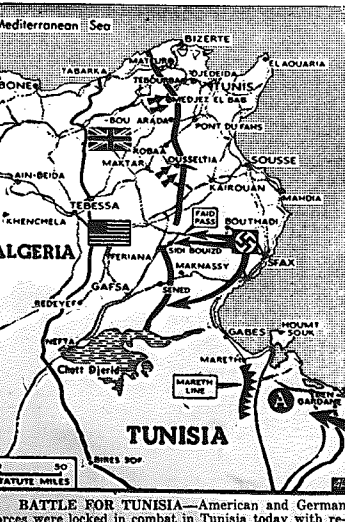 Mediterranean Sea
BIZERTE
MATEUR
TABARKA
EL AOUARIA
TEBOURBA
DJEDEIDA
BONE
TUNIS
MEDJEZ EL BAB
BOU ARADA
PONT DU FAHS
ROBAA
MAKTAR
OUSSELTIA
SOUSSE
AIN-BEIDA
KAIROUAN
MAHDIA
TEBESSA
KHENCHELA
FAID
PASS
BOUTHADI
ALGERIA
SIDI BOUZID
FERIANA
SFAX
MAKNASSY
GAFSA
SENED
REDEYEF
GABES
HOUMT
SOUK
NEFTA
MARETH
Chott Djerid
MARETH
LINE
A
BEN
GARDANE
TUNISIA
50
STATUTE MILES
BIRES SOF
BATTLE FOR TUNISIA—American and German
forces were locked in combat in Tunisia today with re